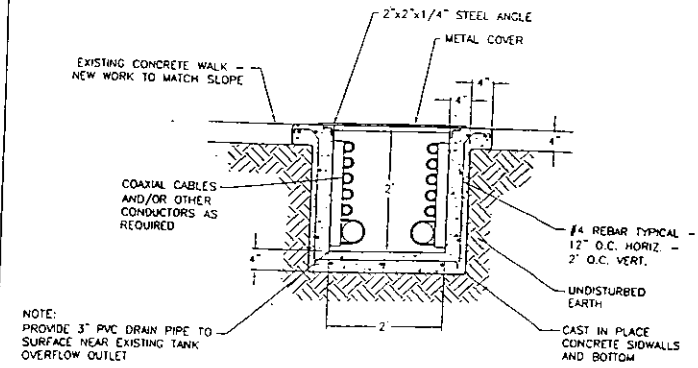 2"x2"x1/4" STEEL ANGLE
METAL COVER
EXISTING CONCRETE WALK -
NEW WORK TO MATCH SLOPE
4"
4"
4"
COAXIAL CABLES
AND/OR OTHER
CONDUCTORS AS
REQUIRED
2'
#4 REBAR TYPICAL -
12" O.C. HORIZ. -
2' O.C. VERT.
4"
UNDISTURBED
EARTH
NOTE:
PROVIDE 3" PVC DRAIN PIPE TO
SURFACE NEAR EXISTING TANK
OVERFLOW OUTLET
2'
CAST IN PLACE
CONCRETE SIDWALLS
AND BOTTOM